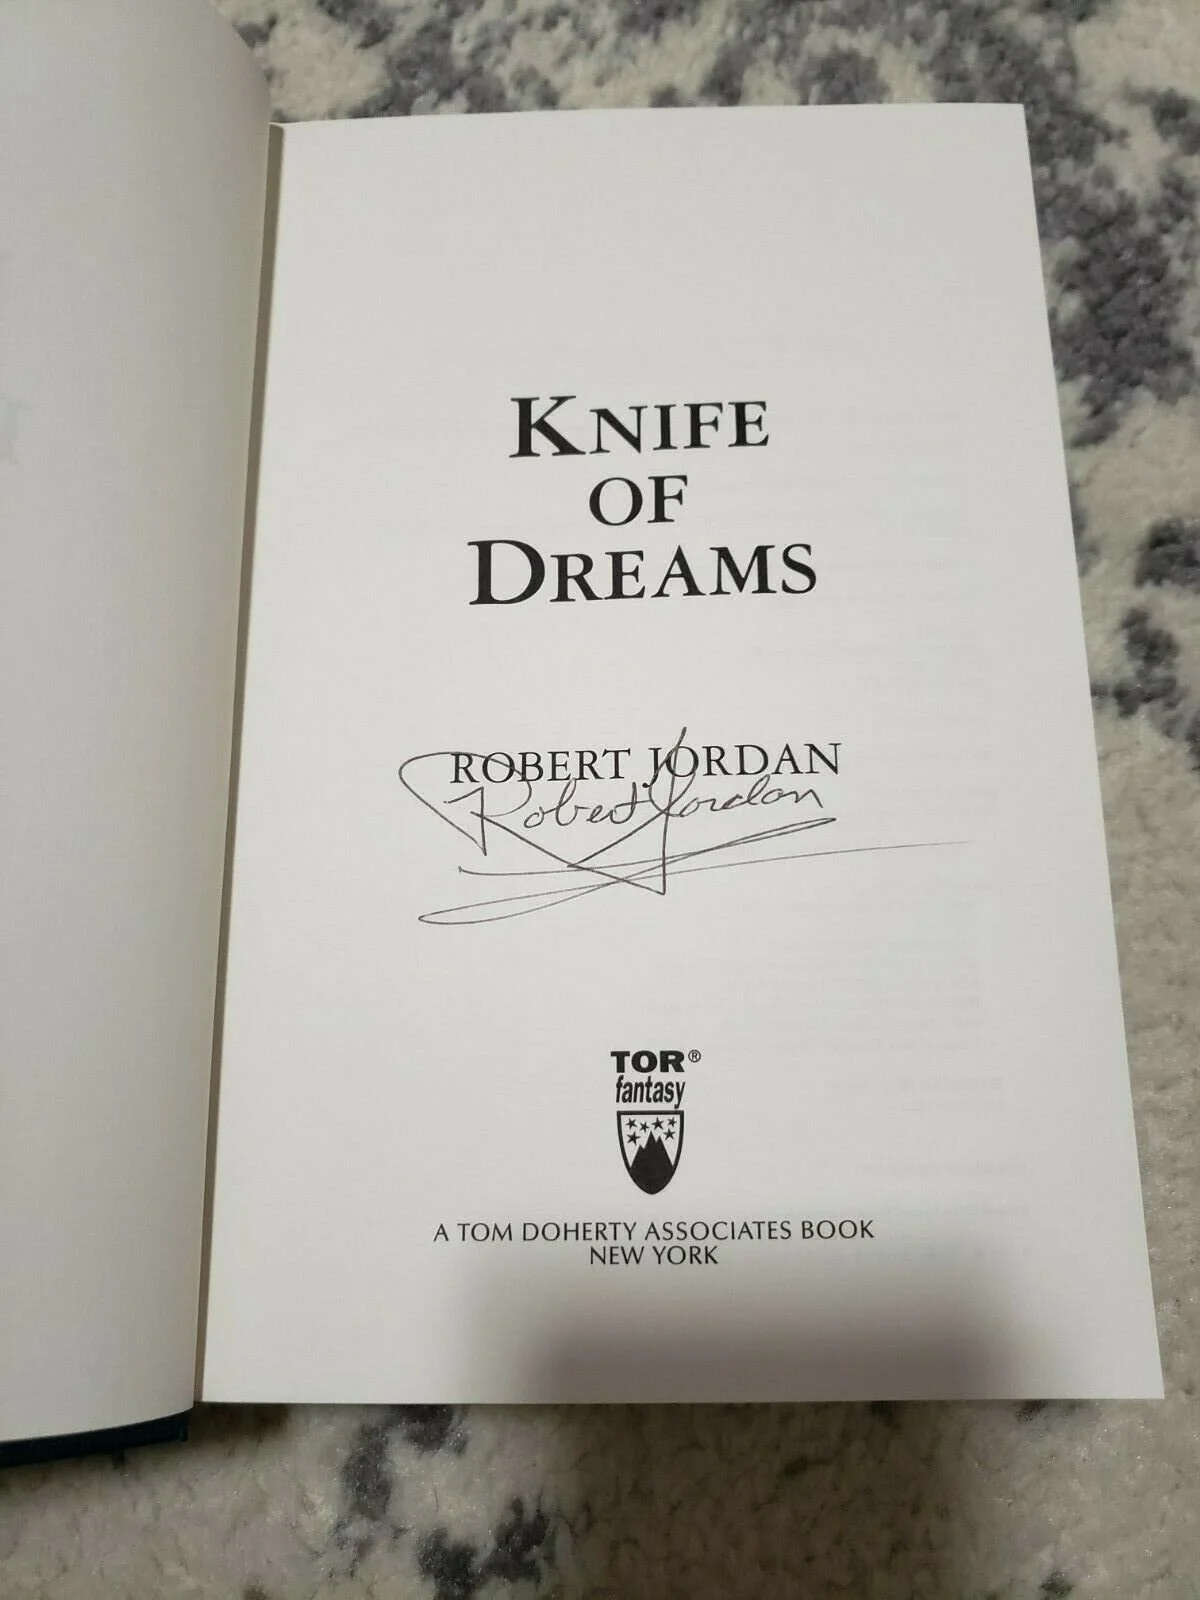 KNIFE
OF
DREAMS
ROBERT JORDAN
Robert Jordan
TOR®
fantasy
A TOM DOHERTY ASSOCIATES BOOK
NEW YORK